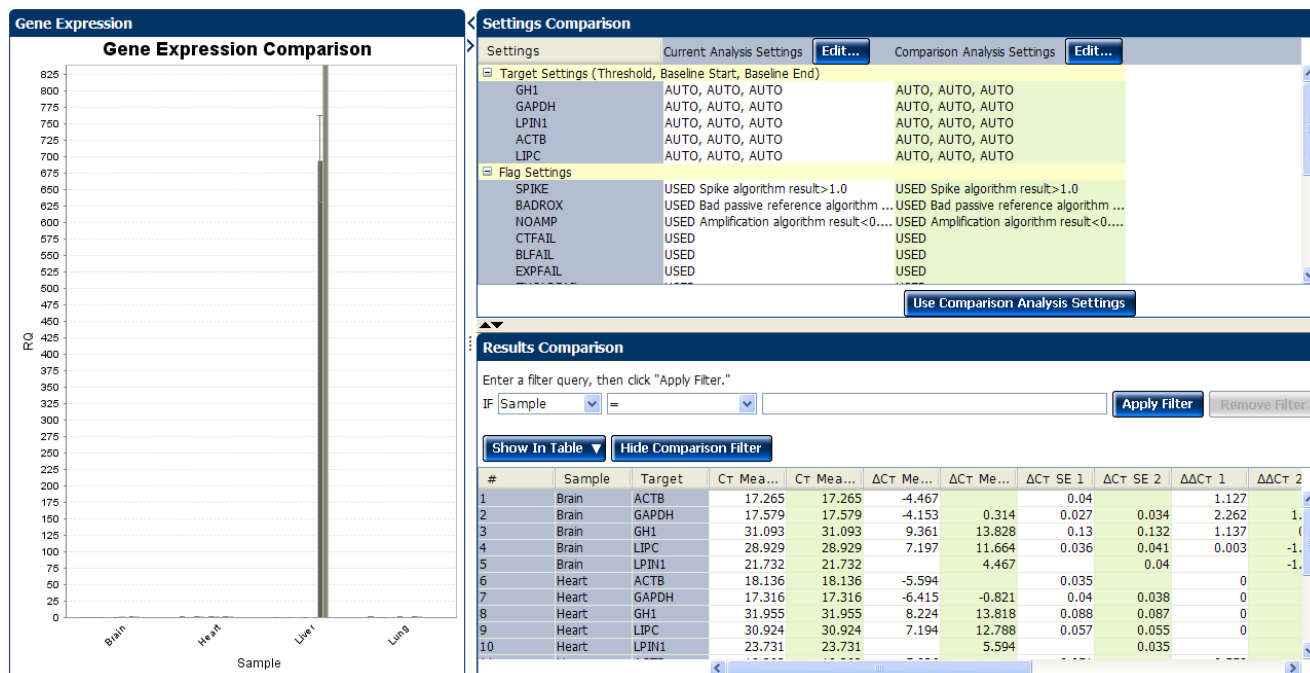 Gene Expression
Gene Expression Comparison
825
800
775
750
725
700
675
650
625
600
575
550
525
500
475
450
425
400
375
350
325
300
275
250
225
200
175
150
125
100
75
50
25
0
RQ
Brain Heart Liver Lung
Sample
Settings Comparison
Settings Current Analysis Settings Edit... Comparison Analysis Settings Edit...
Target Settings (Threshold, Baseline Start, Baseline End)
GH1 AUTO, AUTO, AUTO AUTO, AUTO, AUTO
GAPDH AUTO, AUTO, AUTO AUTO, AUTO, AUTO
LPIN1 AUTO, AUTO, AUTO AUTO, AUTO, AUTO
ACTB AUTO, AUTO, AUTO AUTO, AUTO, AUTO
LIPC AUTO, AUTO, AUTO AUTO, AUTO, AUTO
Flag Settings
SPIKE USED Spike algorithm result>1.0 USED Spike algorithm result>1.0
BADROX USED Bad passive reference algorithm ... USED Bad passive reference algorithm ...
NOAMP USED Amplification algorithm result<0.... USED Amplification algorithm result<0....
CTFAIL USED USED
BLFAIL USED USED
EXPFAIL USED USED
Use Comparison Analysis Settings
Results Comparison
Enter a filter query, then click "Apply Filter."
IF Sample = Apply Filter Remove Filter
Show In Table ▼ Hide Comparison Filter
# Sample Target Cт Mea... Cт Mea... ΔCт Me... ΔCт Me... ΔCт SE 1 ΔCт SE 2 ΔΔCт 1 ΔΔCт 2
1 Brain ACTB 17.265 17.265 -4.467 0.04 1.127
2 Brain GAPDH 17.579 17.579 -4.153 0.314 0.027 0.034 2.262 1.
3 Brain GH1 31.093 31.093 9.361 13.828 0.13 0.132 1.137
4 Brain LIPC 28.929 28.929 7.197 11.664 0.036 0.041 0.003 -1.
5 Brain LPIN1 21.732 21.732 4.467 0.04 -1.
6 Heart ACTB 18.136 18.136 -5.594 0.035 0
7 Heart GAPDH 17.316 17.316 -6.415 -0.821 0.04 0.038 0
8 Heart GH1 31.955 31.955 8.224 13.818 0.088 0.087 0
9 Heart LIPC 30.924 30.924 7.194 12.788 0.057 0.055 0
10 Heart LPIN1 23.731 23.731 5.594 0.035